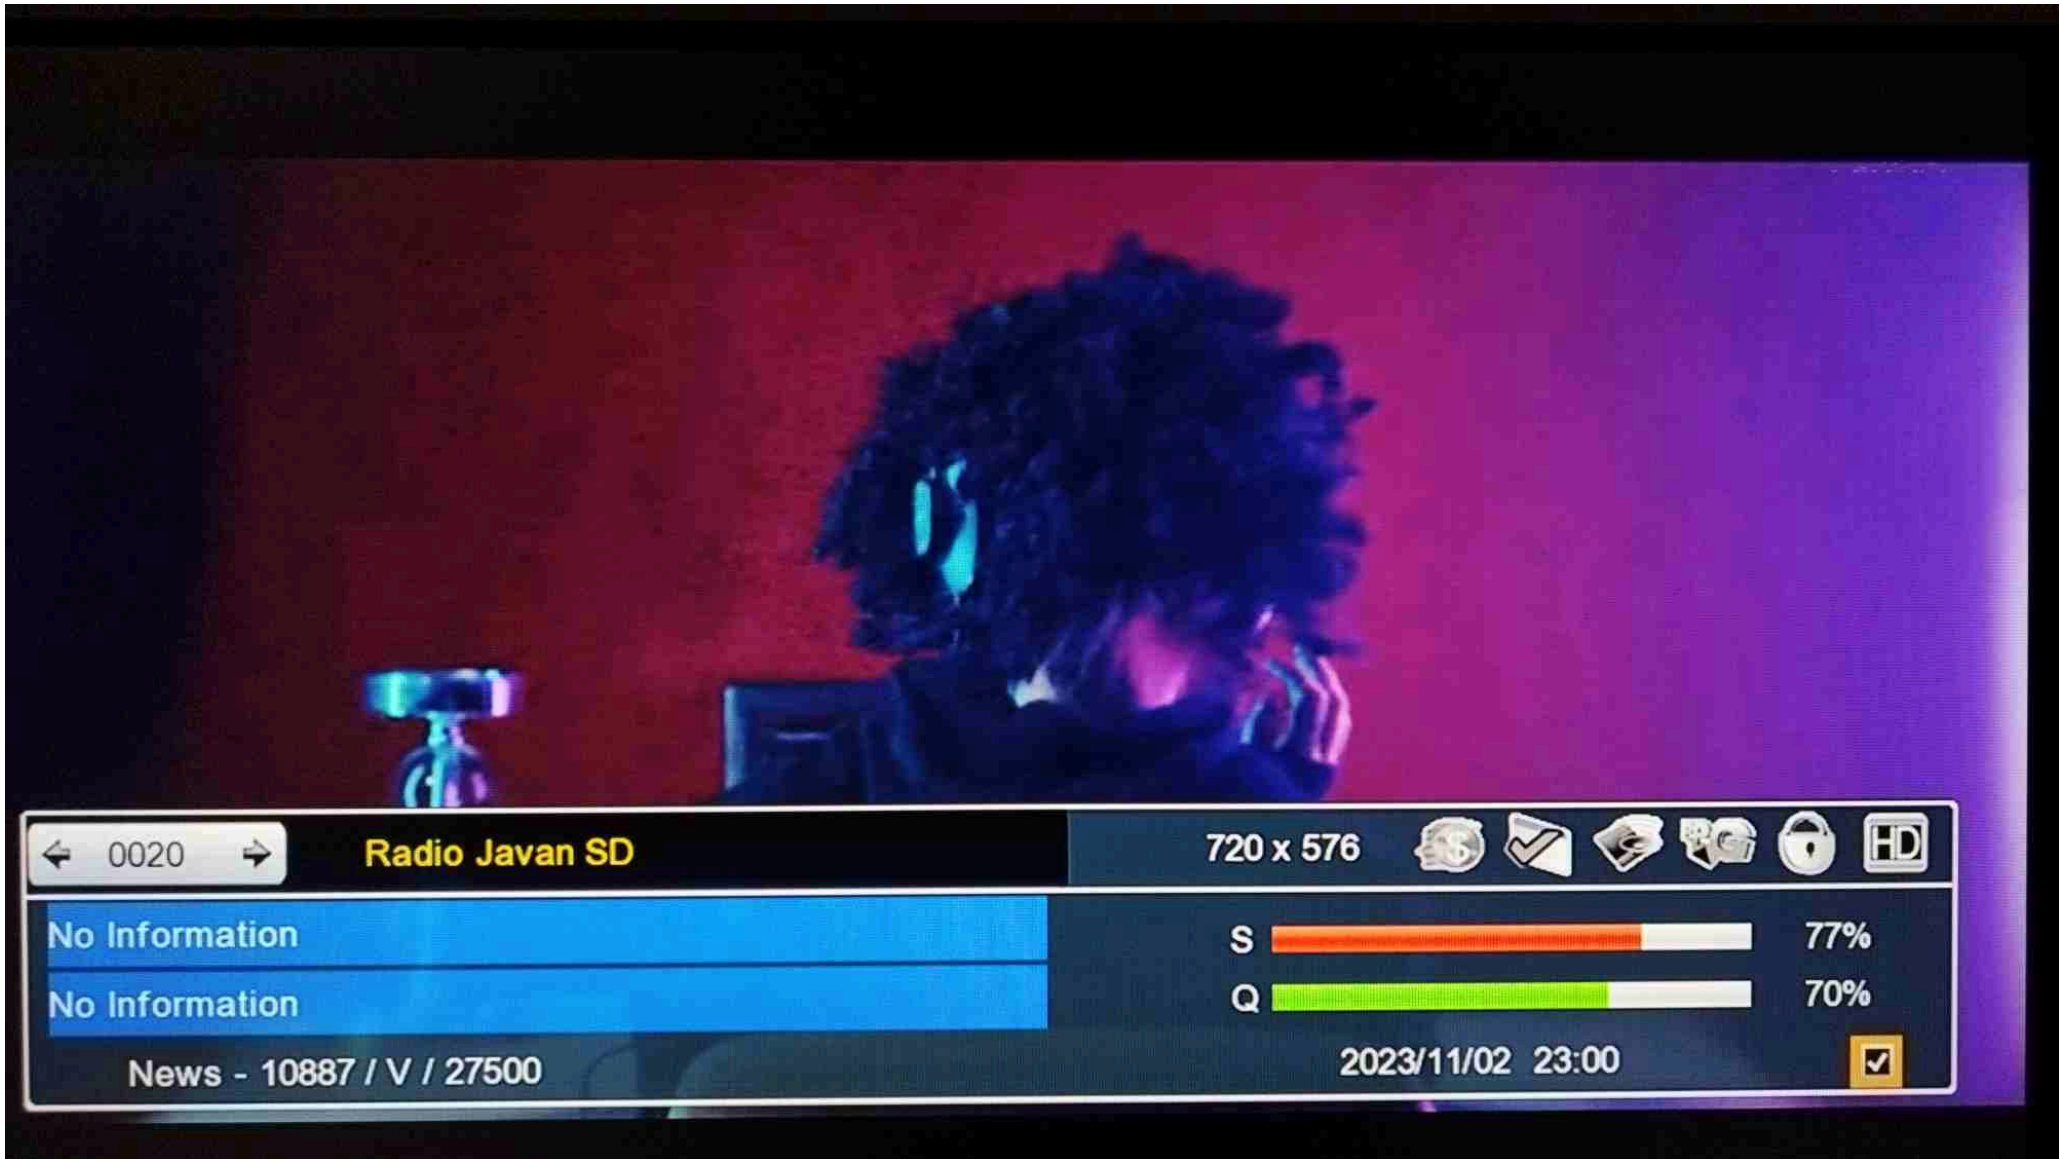 0020 Radio Javan SD 720 x 576 HD
No Information S 77%
No Information Q 70%
News - 10887 / V / 27500 2023/11/02 23:00